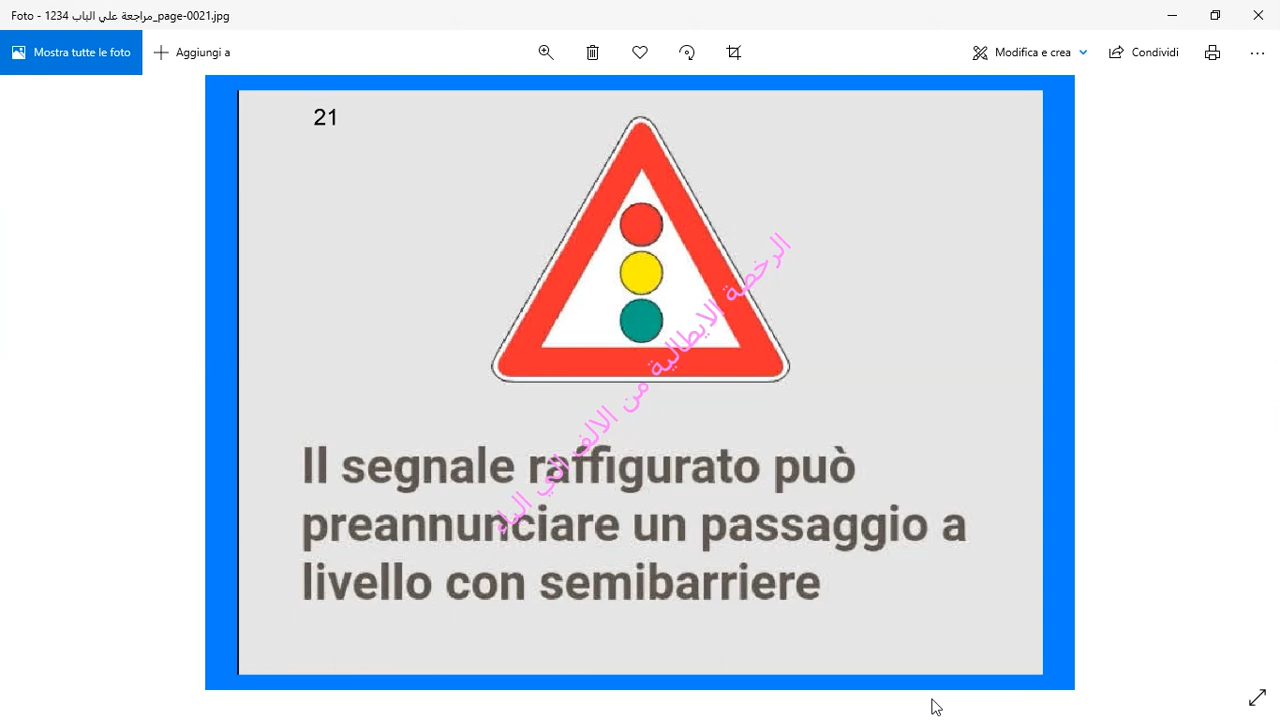 Foto - 1234 مراجعة علي الباب_page-0021.jpg
Mostra tutte le foto
Aggiungi a
Modifica e crea
Condividi
21
الرخصة الايطالية من الالف الي الياء
Il segnale raffigurato può
preannunciare un passaggio a
livello con semibarriere